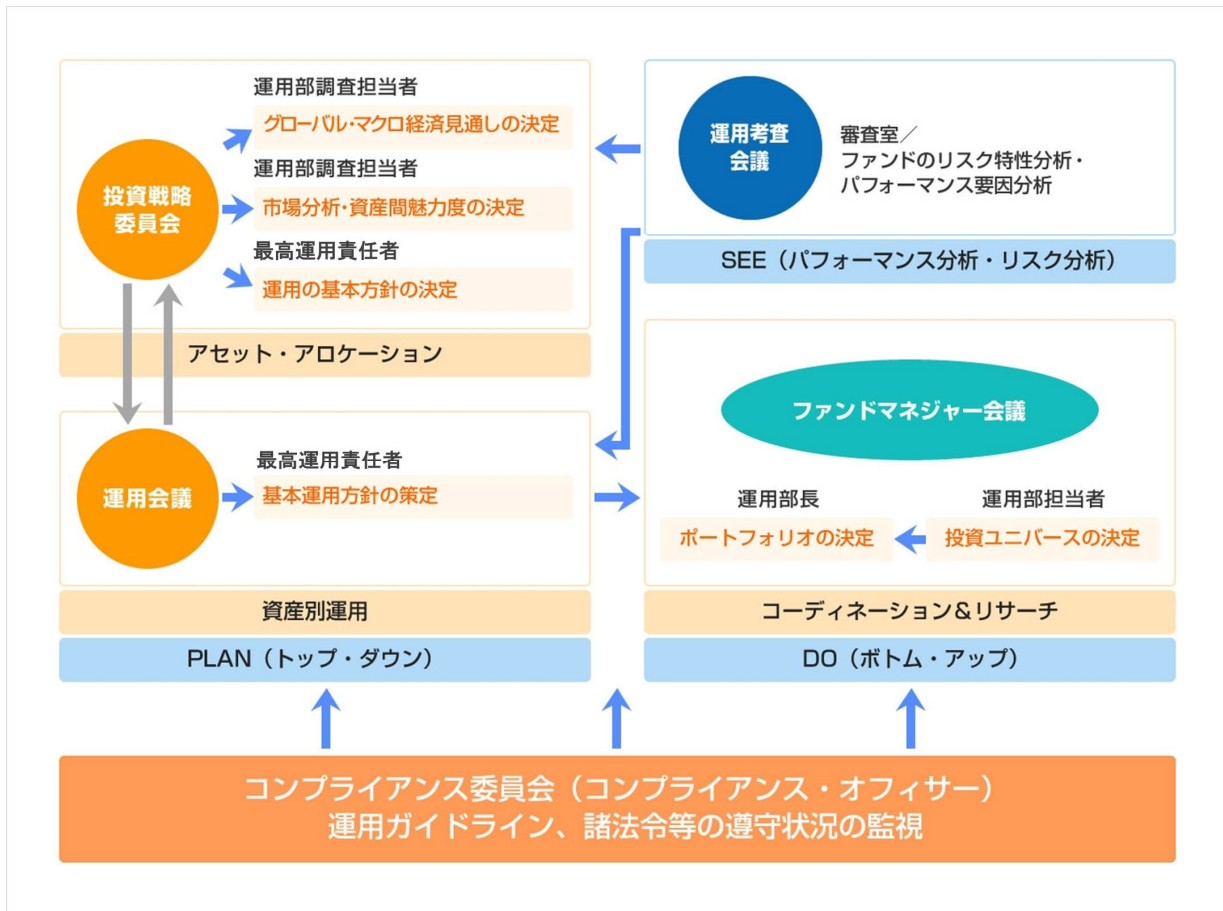 運用部調査担当者
グローバル・マクロ経済見通しの決定
投資戦略
委員会
運用部調査担当者
市場分析・資産間魅力度の決定
最高運用責任者
運用の基本方針の決定
アセット・アロケーション
運用会議
最高運用責任者
基本運用方針の策定
資産別運用
PLAN（トップ・ダウン）
運用考査
会議
審査室／
ファンドのリスク特性分析・
パフォーマンス要因分析
SEE（パフォーマンス分析・リスク分析）
ファンドマネジャー会議
運用部長
ポートフォリオの決定
運用部担当者
投資ユニバースの決定
コーディネーション＆リサーチ
DO（ボトム・アップ）
コンプライアンス委員会（コンプライアンス・オフィサー）
運用ガイドライン、諸法令等の遵守状況の監視